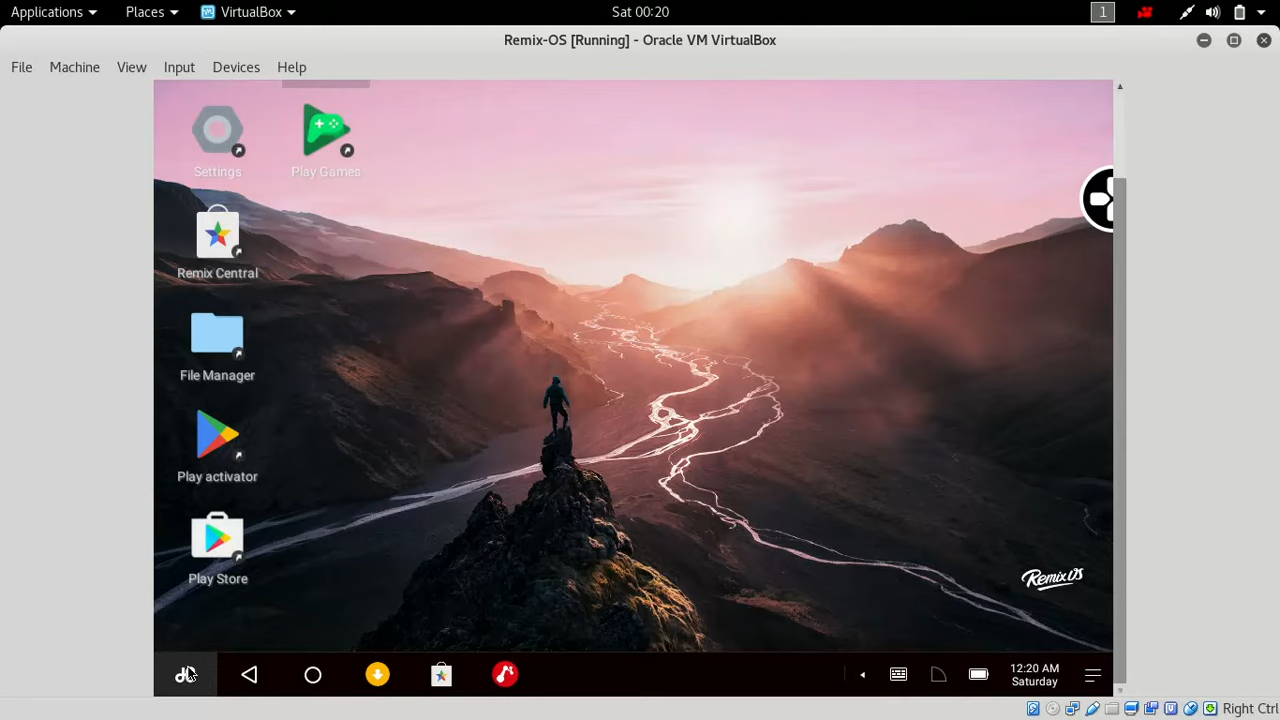 Applications Places VirtualBox Sat 00:20 1
Remix-OS [Running] - Oracle VM VirtualBox
File Machine View Input Devices Help
Settings Play Games
Remix Central
File Manager
Play activator
Play Store
Remix OS
12:20 AM
Saturday
Right Ctrl